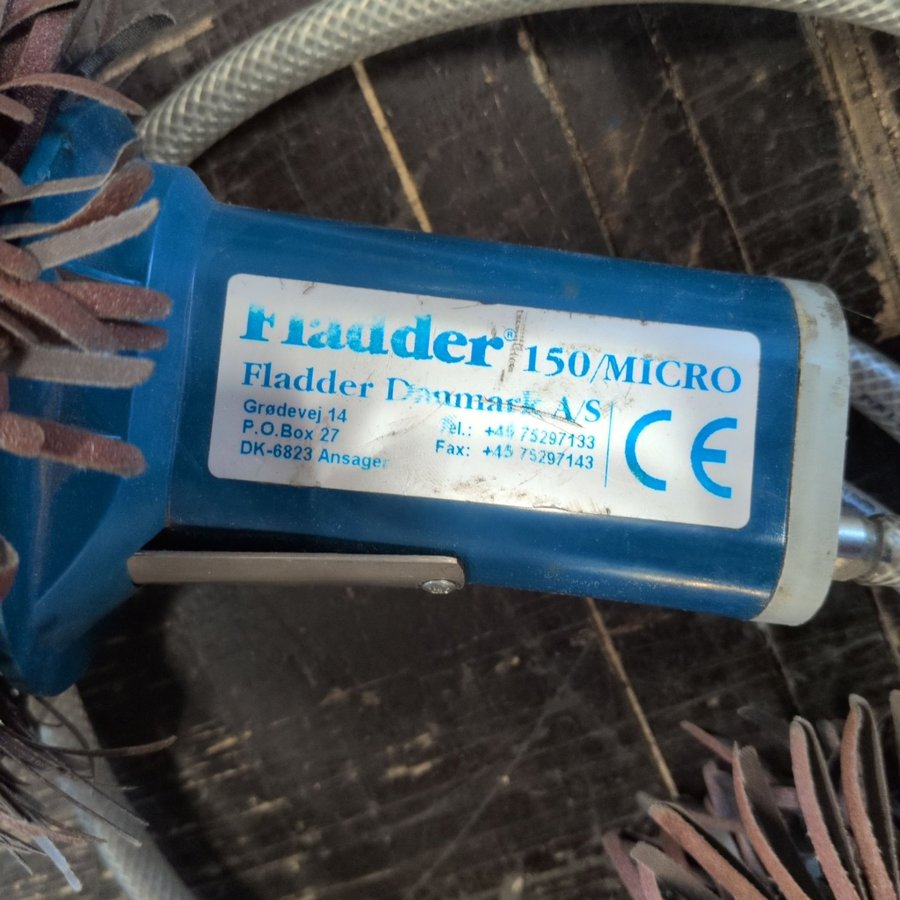 Fladder® 150/MICRO
Fladder Danmark A/S
Grødevej 14
P.O.Box 27
DK-6823 Ansager
Tel.: +45 75297133
Fax: +45 75297143
CE